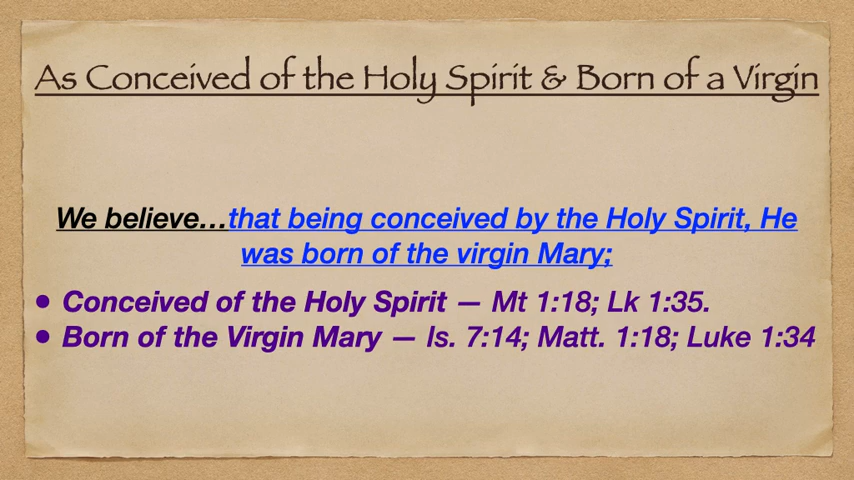 As Conceived of the Holy Spirit & Born of a Virgin
We believe…that being conceived by the Holy Spirit, He
was born of the virgin Mary;
• Conceived of the Holy Spirit — Mt 1:18; Lk 1:35.
• Born of the Virgin Mary — Is. 7:14; Matt. 1:18; Luke 1:34